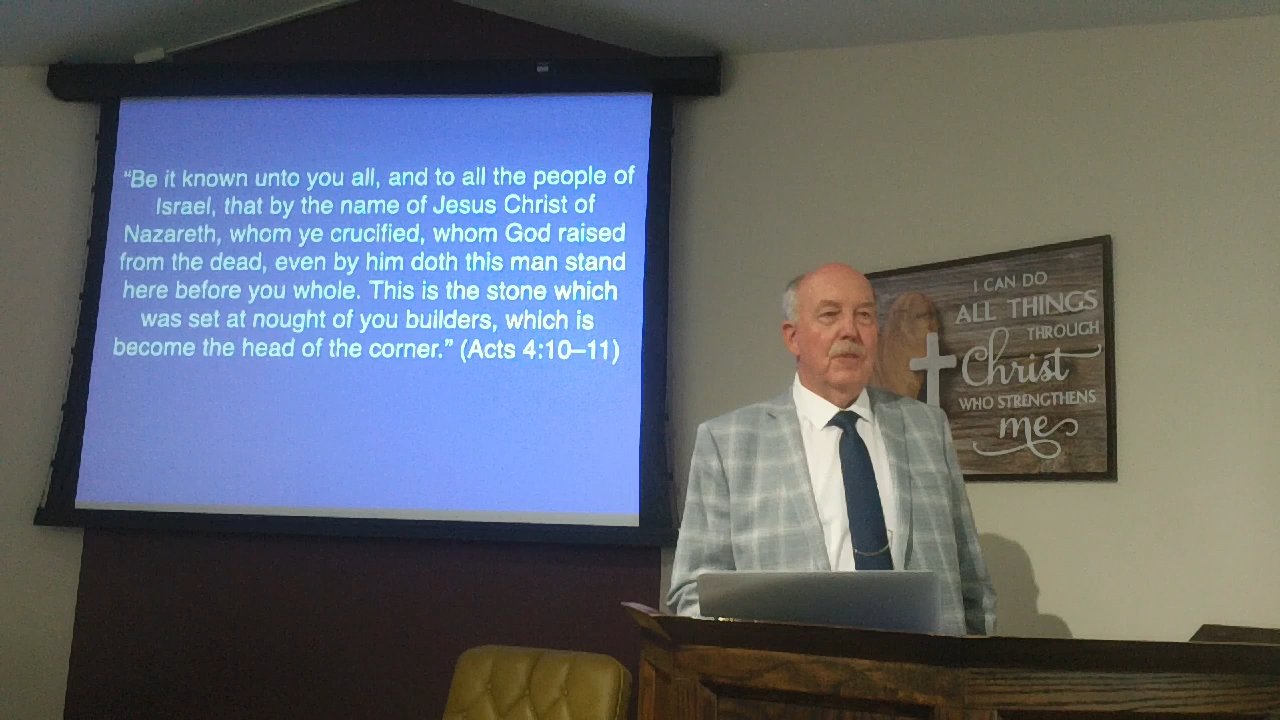 “Be it known unto you all, and to all the people of
Israel, that by the name of Jesus Christ of
Nazareth, whom ye crucified, whom God raised
from the dead, even by him doth this man stand
here before you whole. This is the stone which
was set at nought of you builders, which is
become the head of the corner.” (Acts 4:10–11)
I CAN DO
ALL THINGS
THROUGH
Christ
WHO STRENGTHENS
me